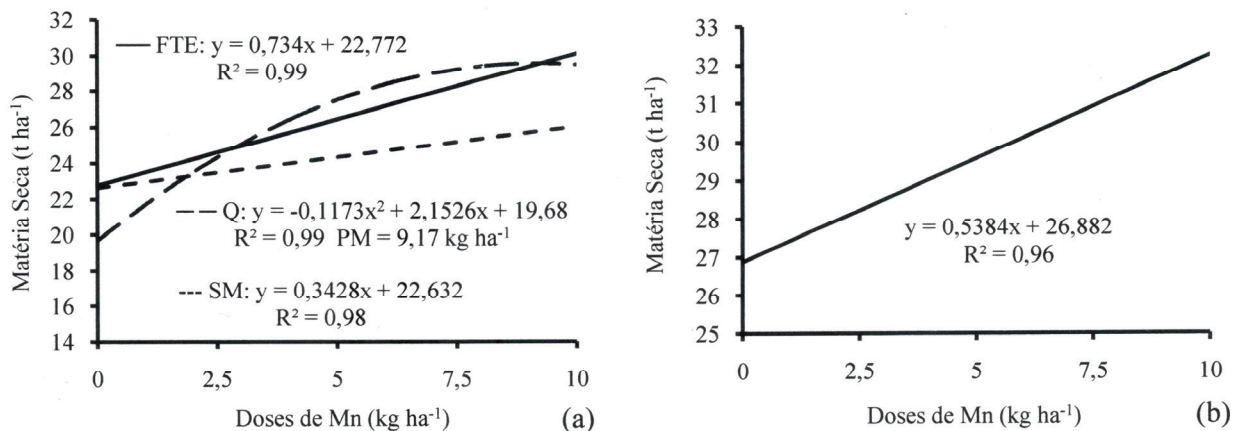 Matéria Seca (t ha⁻¹)
32
30
28
26
24
22
20
18
16
14
FTE: y = 0,734x + 22,772
R² = 0,99
Q: y = -0,1173x² + 2,1526x + 19,68
R² = 0,99 PM = 9,17 kg ha⁻¹
SM: y = 0,3428x + 22,632
R² = 0,98
0 2,5 5 7,5 10
Doses de Mn (kg ha⁻¹) (a)
Matéria Seca (t ha⁻¹)
33
32
31
30
29
28
27
26
25
y = 0,5384x + 26,882
R² = 0,96
0 2,5 5 7,5 10
Doses de Mn (kg ha⁻¹) (b)